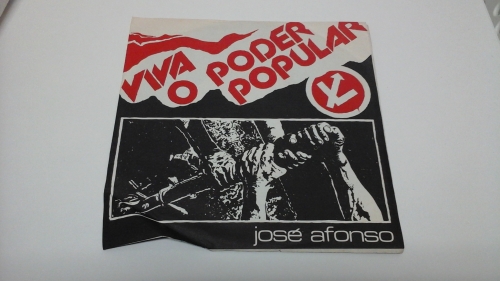 VIVA
O PODER
POPULAR
josé afonso